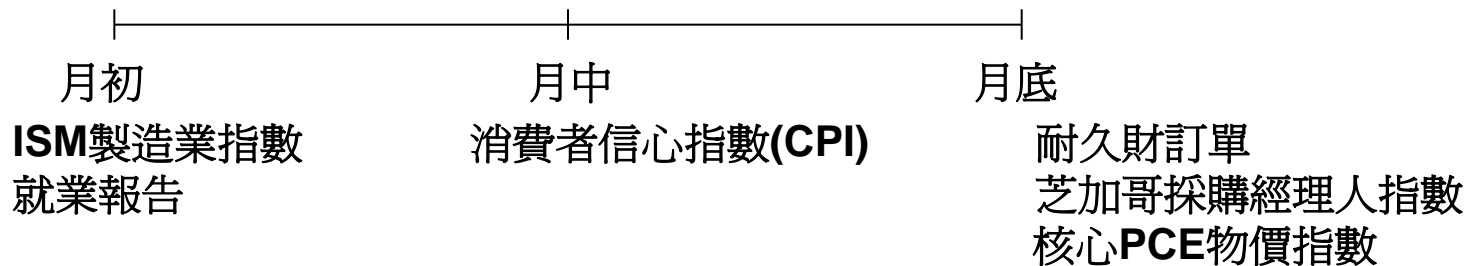 月初
月中
月底
ISM製造業指數
就業報告
消費者信心指數(CPI)
耐久財訂單
芝加哥採購經理人指數
核心PCE物價指數